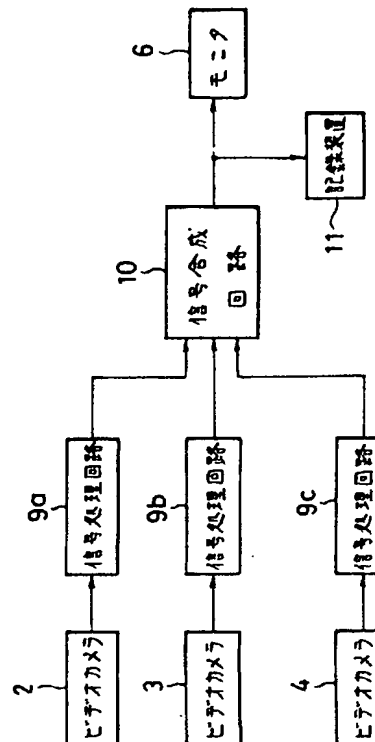 2
ビデオカメラ
9a
信号処理回路
3
ビデオカメラ
9b
信号処理回路
4
ビデオカメラ
9c
信号処理回路
10
信号合成
回路
6
モニタ
11
記録装置